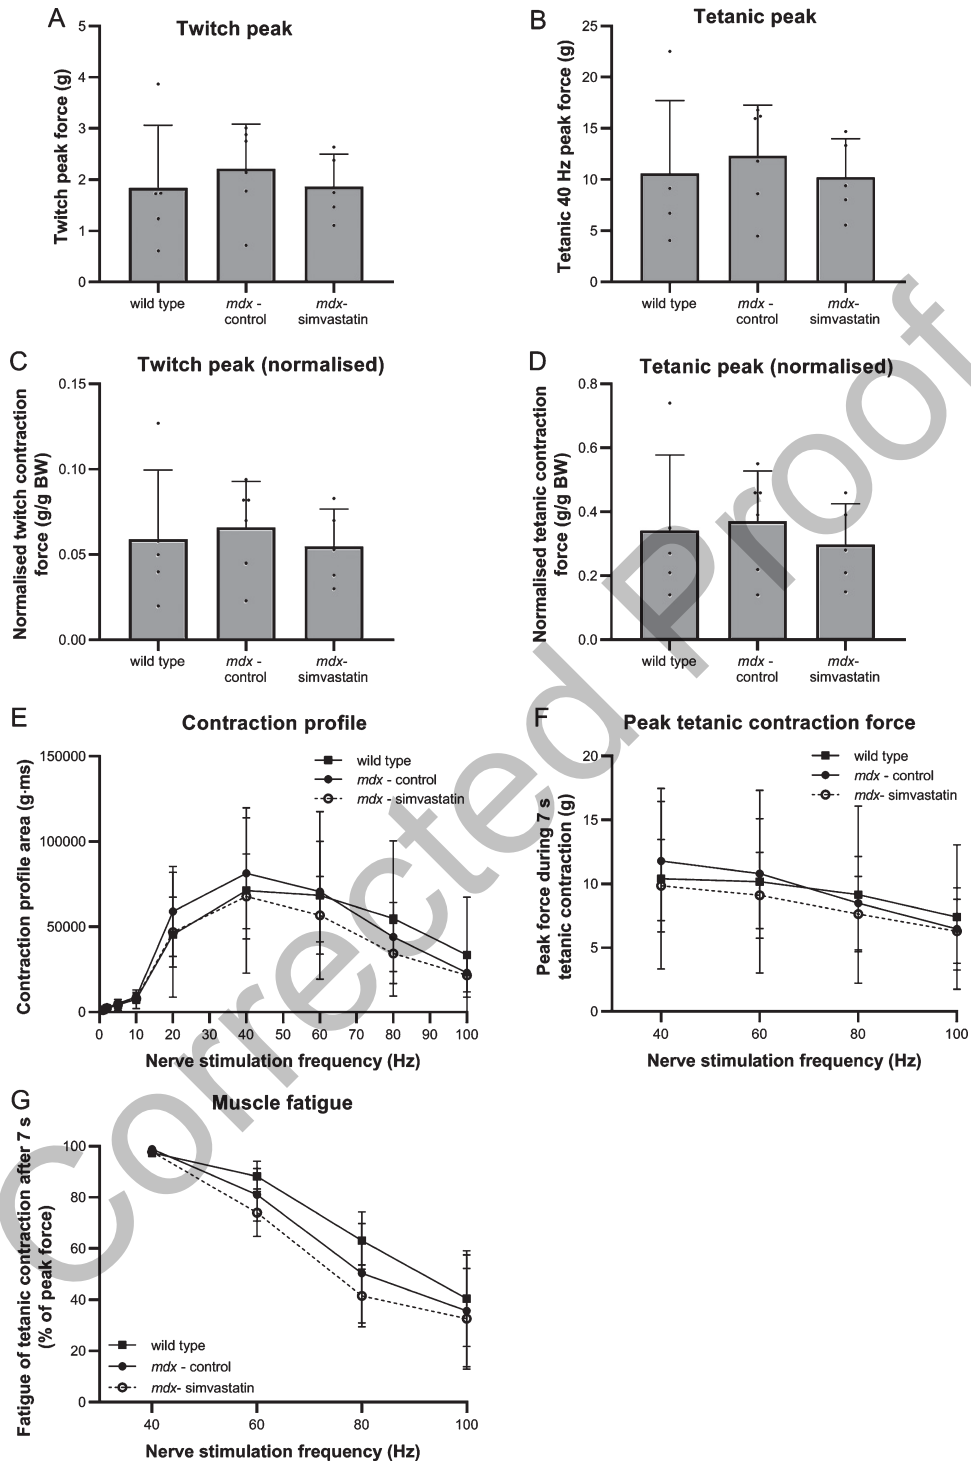 A
Twitch peak
Twitch peak force (g)
5
4
3
2
1
0
wild type
mdx -
control
mdx-
simvastatin
B
Tetanic peak
Tetanic 40 Hz peak force (g)
25
20
15
10
5
0
wild type
mdx -
control
mdx-
simvastatin
C
Twitch peak (normalised)
Normalised twitch contraction
force (g/g BW)
0.15
0.10
0.05
0.00
wild type
mdx -
control
mdx-
simvastatin
D
Tetanic peak (normalised)
Normalised tetanic contraction
force (g/g BW)
0.8
0.6
0.4
0.2
0.0
wild type
mdx -
control
mdx-
simvastatin
E
Contraction profile
Contraction profile area (g·ms)
150000
100000
50000
0
wild type
mdx - control
mdx - simvastatin
0 10 20 30 40 50 60 70 80 90 100
Nerve stimulation frequency (Hz)
F
Peak tetanic contraction force
Peak force during 7 s
tetanic contraction (g)
20
15
10
5
0
wild type
mdx - control
mdx- simvastatin
40 60 80 100
Nerve stimulation frequency (Hz)
G
Muscle fatigue
Fatigue of tetanic contraction after 7 s
(% of peak force)
100
80
60
40
20
0
wild type
mdx - control
mdx- simvastatin
40 60 80 100
Nerve stimulation frequency (Hz)
Corrected Proof